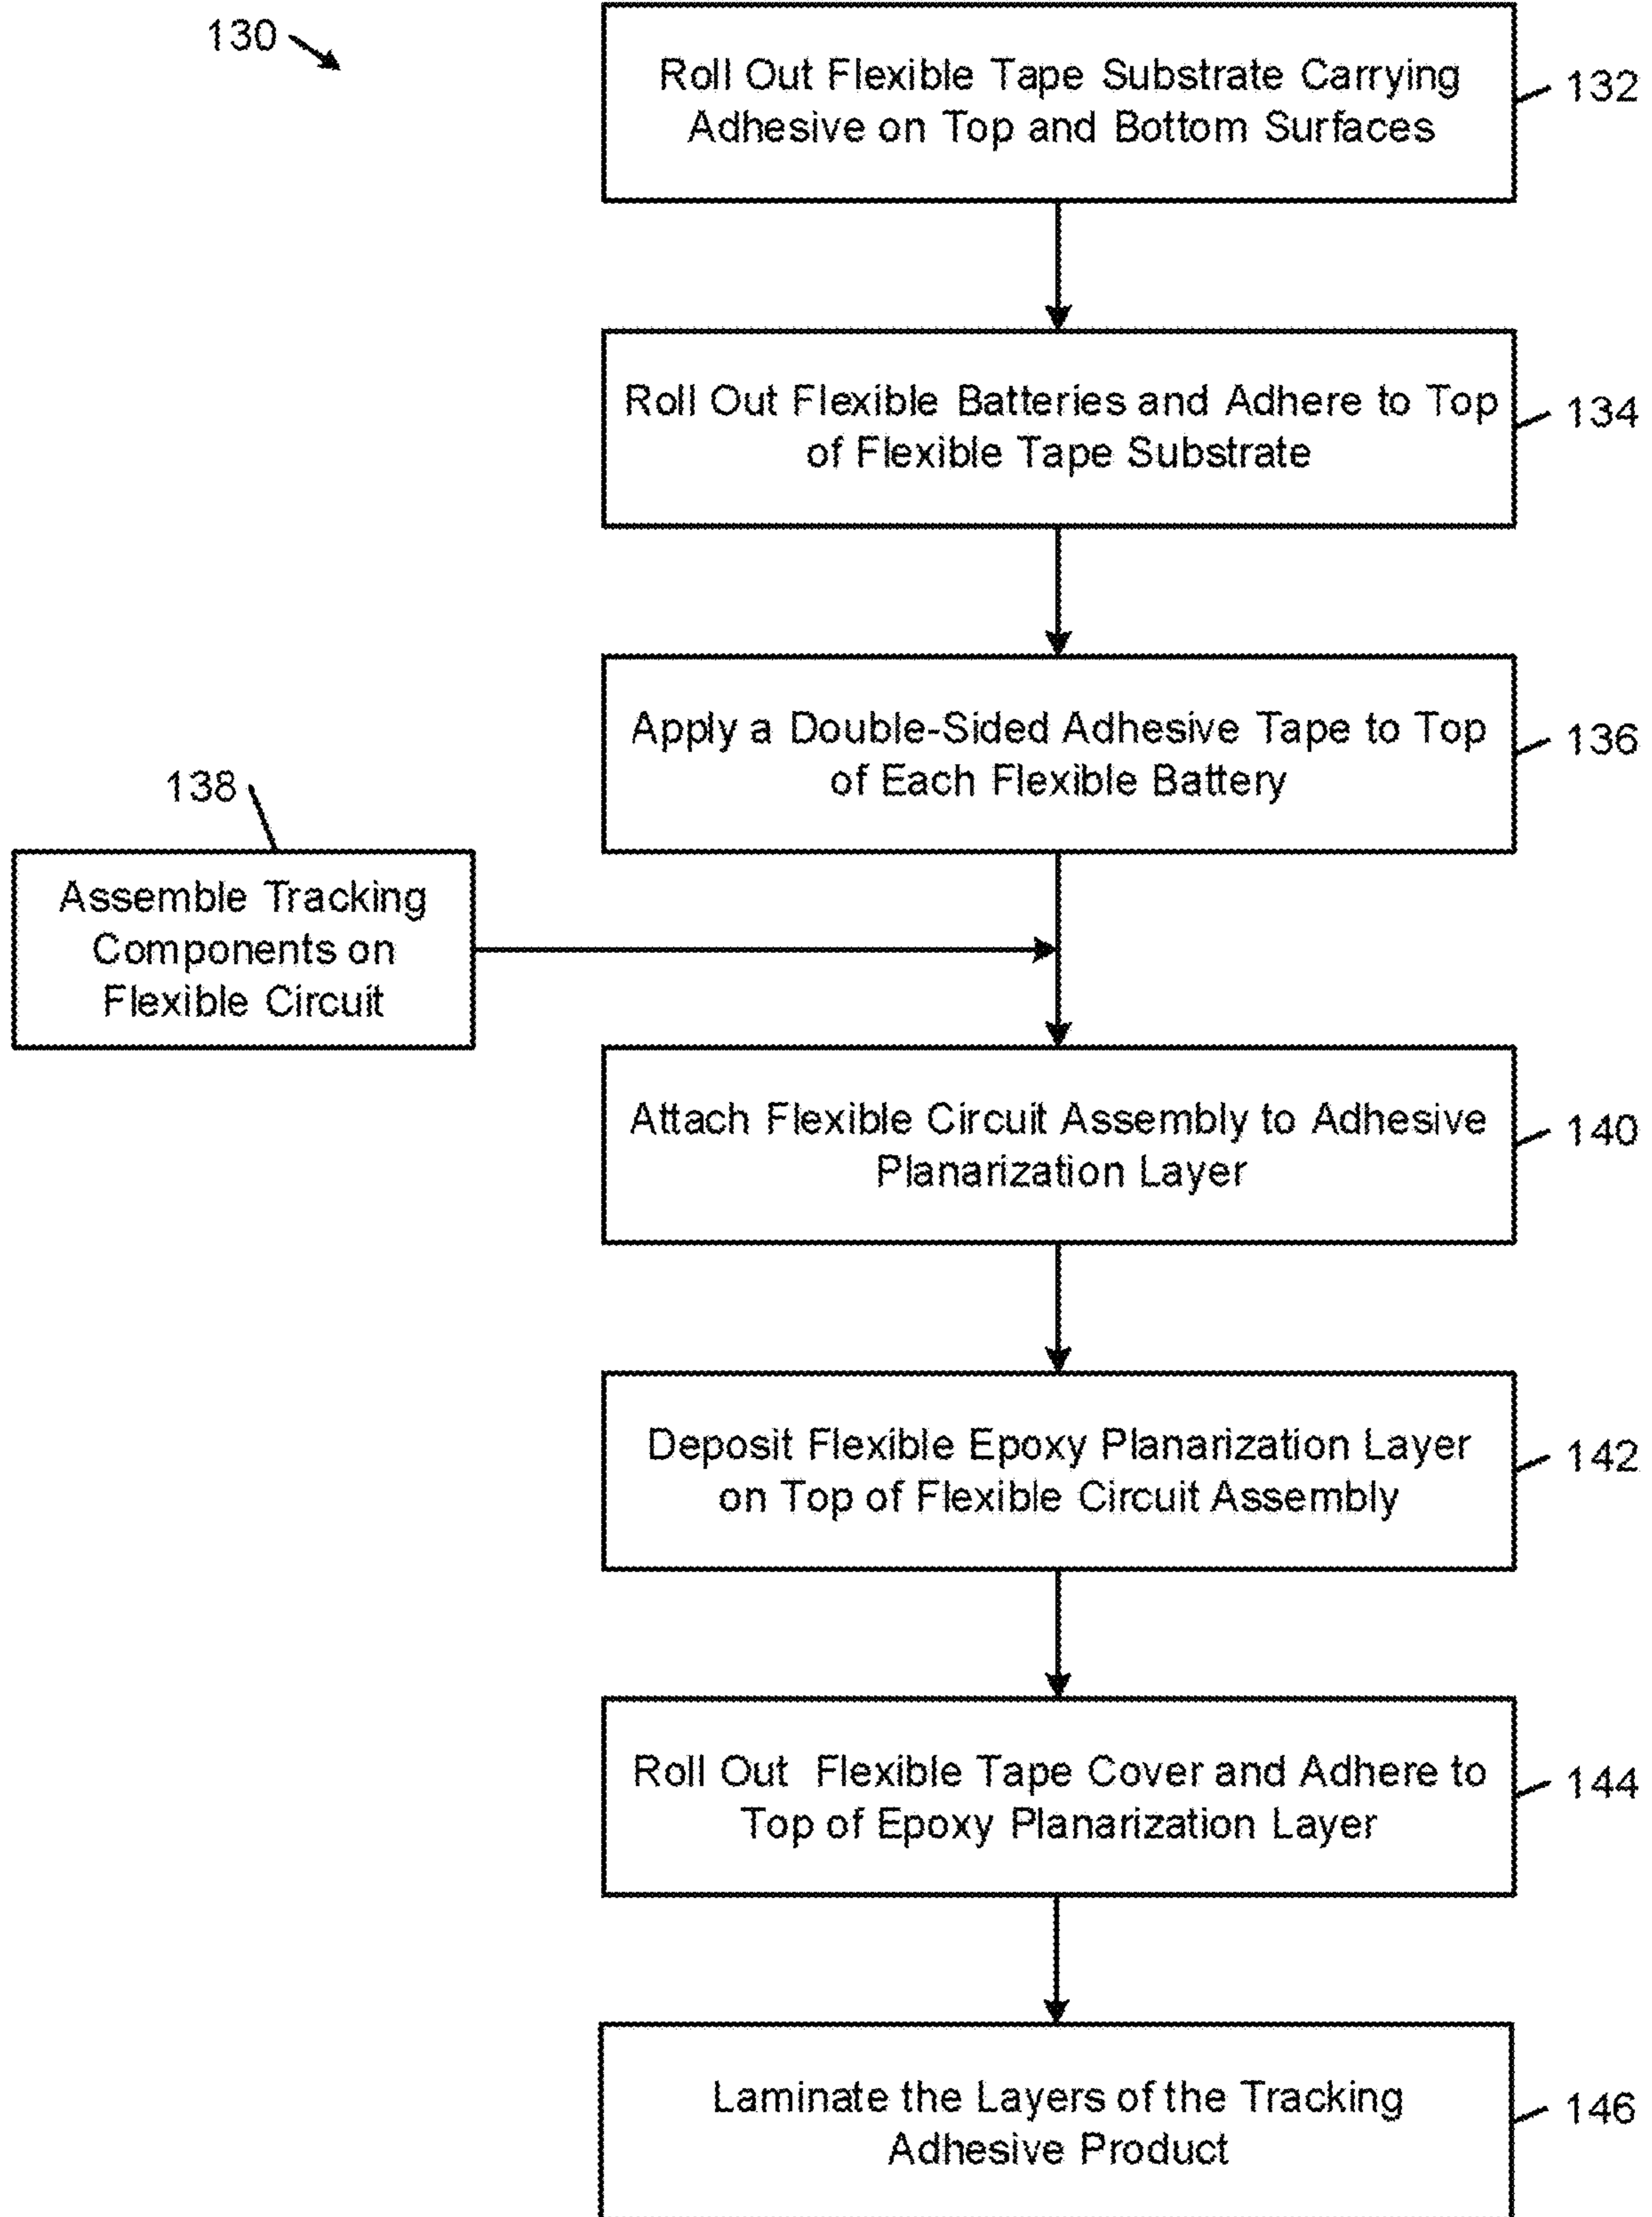 130
Roll Out Flexible Tape Substrate Carrying
Adhesive on Top and Bottom Surfaces
132
Roll Out Flexible Batteries and Adhere to Top
of Flexible Tape Substrate
134
Apply a Double-Sided Adhesive Tape to Top
of Each Flexible Battery
136
138
Assemble Tracking
Components on
Flexible Circuit
Attach Flexible Circuit Assembly to Adhesive
Planarization Layer
140
Deposit Flexible Epoxy Planarization Layer
on Top of Flexible Circuit Assembly
142
Roll Out Flexible Tape Cover and Adhere to
Top of Epoxy Planarization Layer
144
Laminate the Layers of the Tracking
Adhesive Product
146